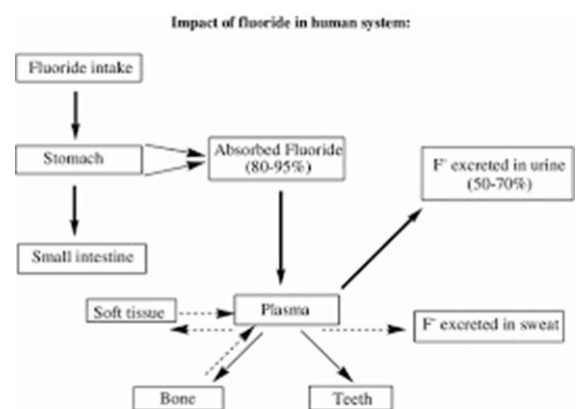 Impact of fluoride in human system:
Fluoride intake
Stomach
Absorbed Fluoride
(80-95%)
F⁻ excreted in urine
(50-70%)
Small intestine
Soft tissue
Plasma
F⁻ excreted in sweat
Bone
Teeth